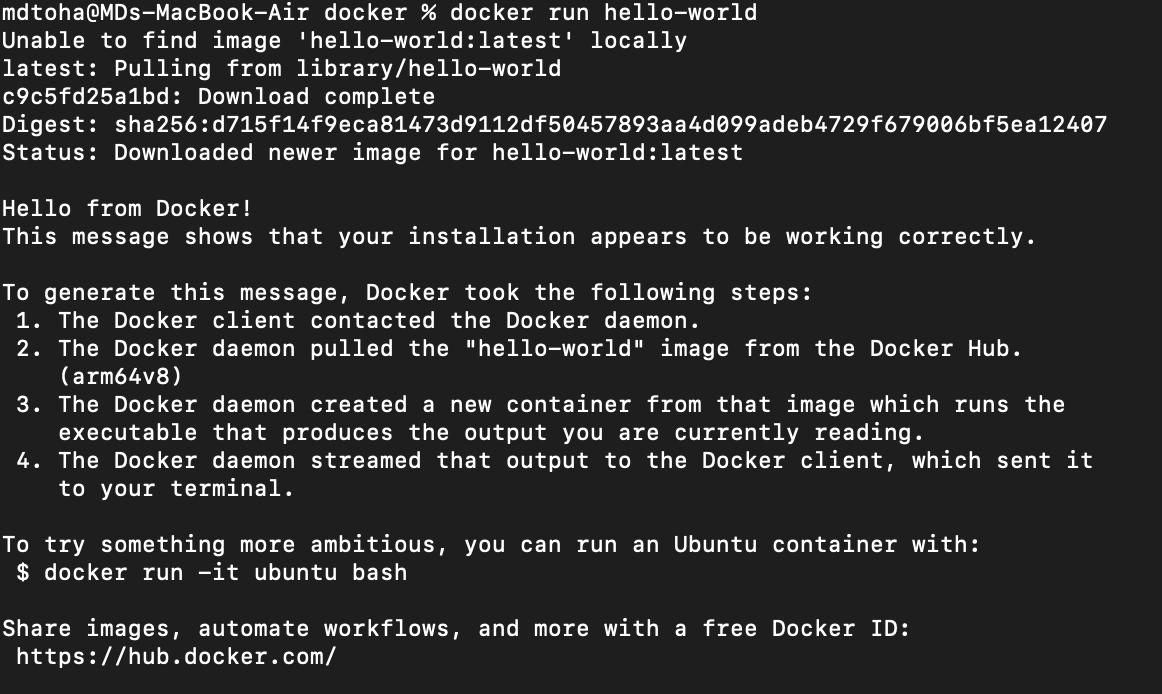 mdtoha@MDs-MacBook-Air docker % docker run hello-world
Unable to find image 'hello-world:latest' locally
latest: Pulling from library/hello-world
c9c5fd25a1bd: Download complete
Digest: sha256:d715f14f9eca81473d9112df50457893aa4d099adeb4729f679006bf5ea12407
Status: Downloaded newer image for hello-world:latest

Hello from Docker!
This message shows that your installation appears to be working correctly.

To generate this message, Docker took the following steps:
 1. The Docker client contacted the Docker daemon.
 2. The Docker daemon pulled the "hello-world" image from the Docker Hub.
    (arm64v8)
 3. The Docker daemon created a new container from that image which runs the
    executable that produces the output you are currently reading.
 4. The Docker daemon streamed that output to the Docker client, which sent it
    to your terminal.

To try something more ambitious, you can run an Ubuntu container with:
 $ docker run -it ubuntu bash

Share images, automate workflows, and more with a free Docker ID:
 https://hub.docker.com/